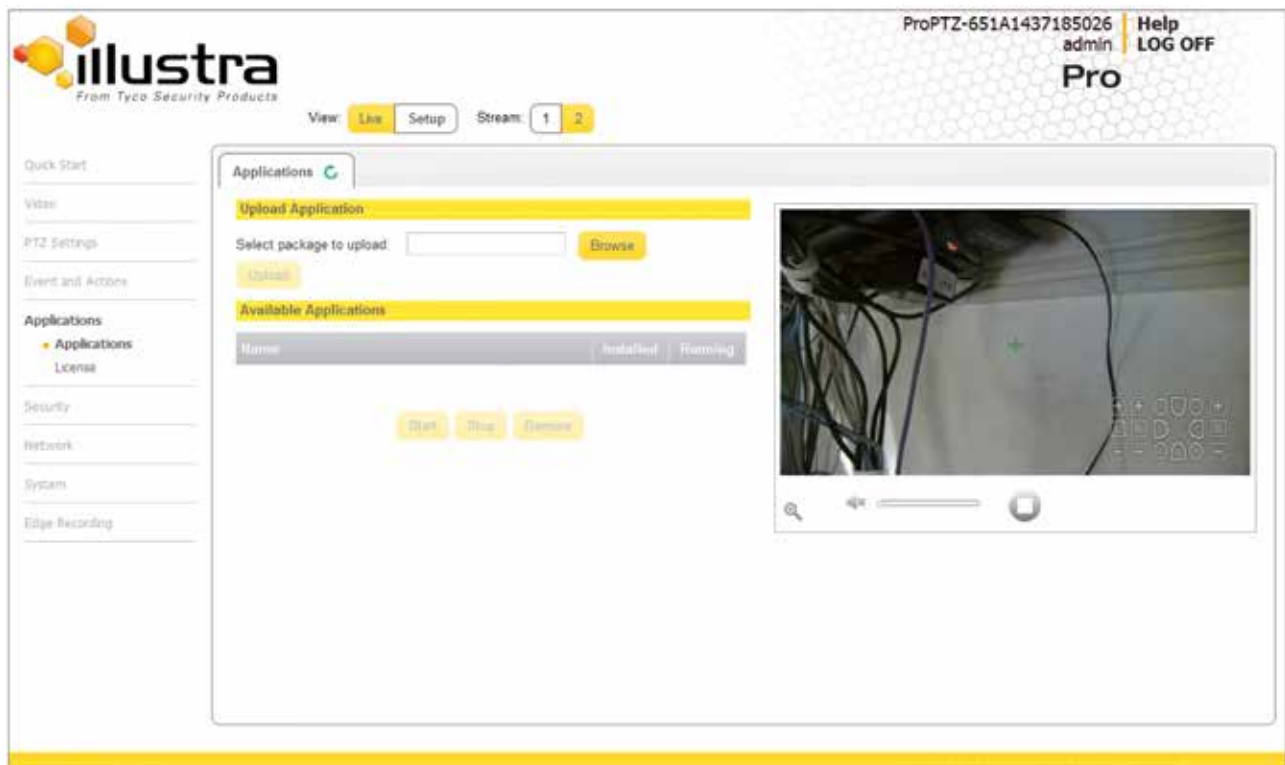 ProPTZ-651A1437185026 Help
admin LOG OFF
illustra
From Tyco Security Products
Pro
View: Live Setup Stream: 1 2
Quick Start
Video
PTZ Settings
Event and Actions
Applications
Applications
License
Security
Network
System
Edge Recording
Applications
Upload Application
Select package to upload Browse
Upload
Available Applications
Name Installed Running
Start Stop Remove